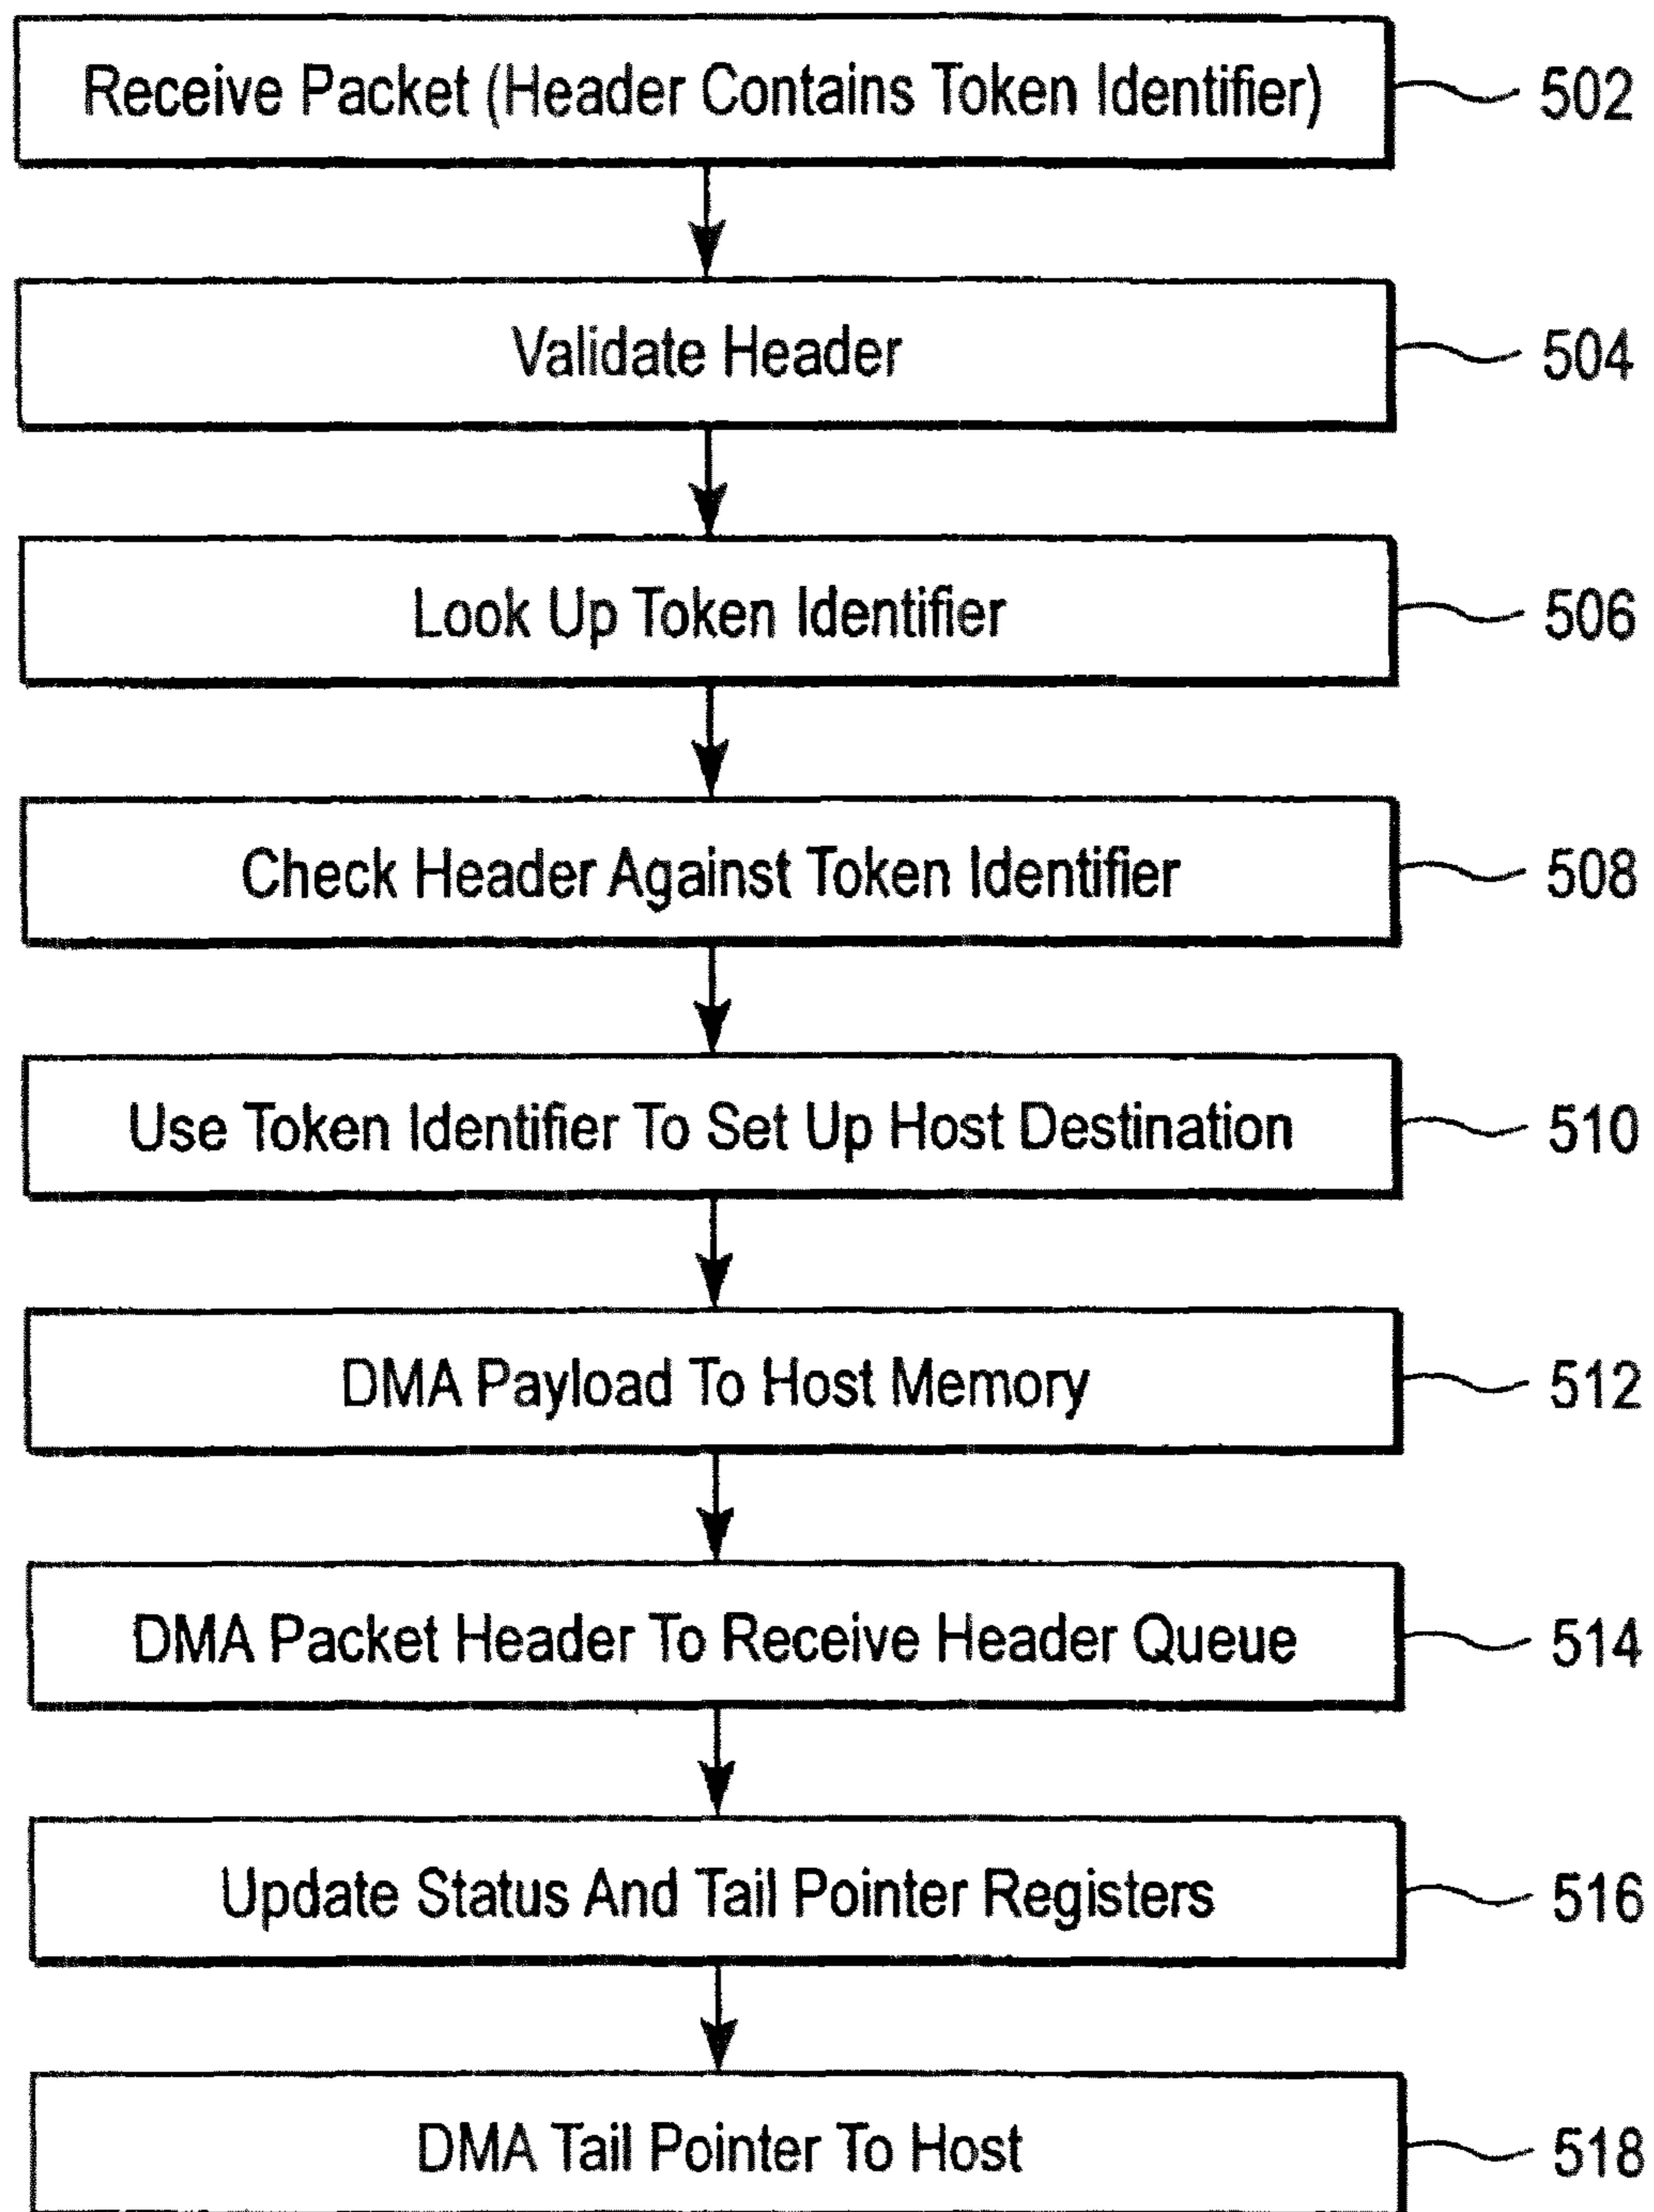 Receive Packet (Header Contains Token Identifier) 502
Validate Header 504
Look Up Token Identifier 506
Check Header Against Token Identifier 508
Use Token Identifier To Set Up Host Destination 510
DMA Payload To Host Memory 512
DMA Packet Header To Receive Header Queue 514
Update Status And Tail Pointer Registers 516
DMA Tail Pointer To Host 518